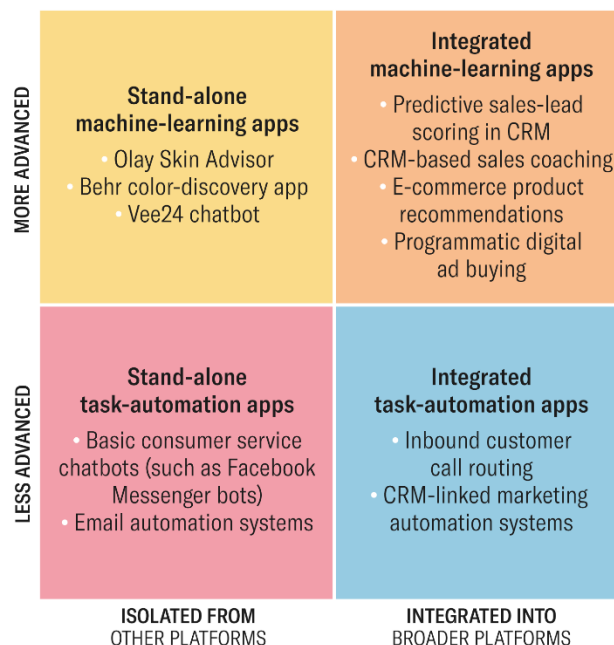 MORE ADVANCED
Stand-alone
machine-learning apps
• Olay Skin Advisor
• Behr color-discovery app
• Vee24 chatbot
Integrated
machine-learning apps
• Predictive sales-lead
scoring in CRM
• CRM-based sales coaching
• E-commerce product
recommendations
• Programmatic digital
ad buying
LESS ADVANCED
Stand-alone
task-automation apps
• Basic consumer service
chatbots (such as Facebook
Messenger bots)
• Email automation systems
Integrated
task-automation apps
• Inbound customer
call routing
• CRM-linked marketing
automation systems
ISOLATED FROM
OTHER PLATFORMS
INTEGRATED INTO
BROADER PLATFORMS